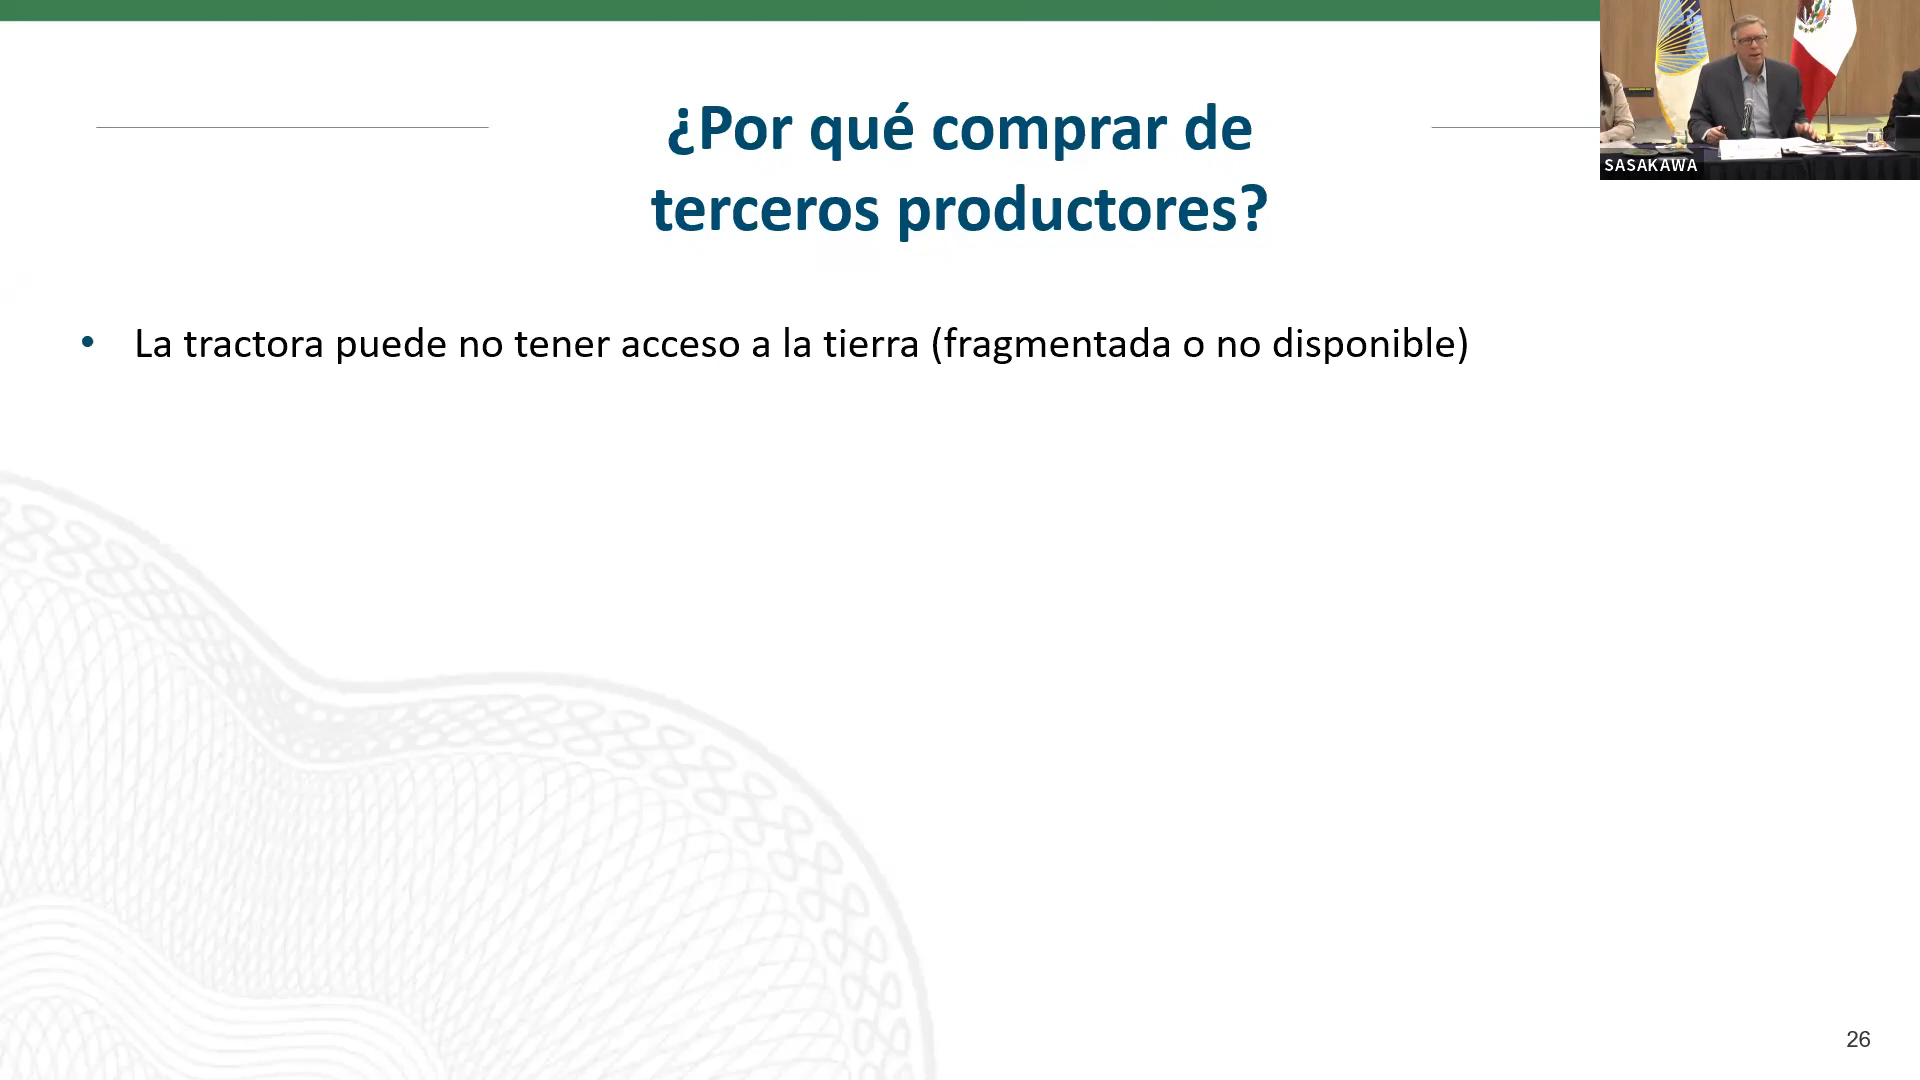 ¿Por qué comprar de
terceros productores?
SASAKAWA
• La tractora puede no tener acceso a la tierra (fragmentada o no disponible)
26